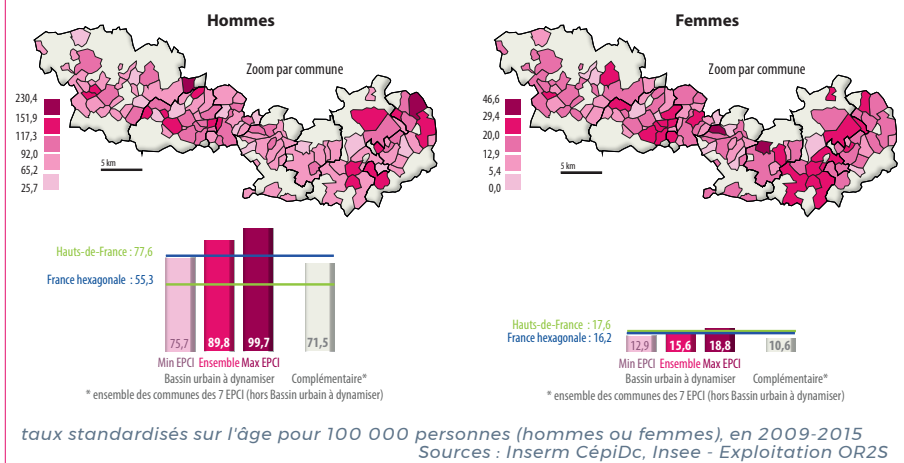 Hommes
Zoom par commune
230,4
151,9
117,3
92,0
65,2
25,7
5 km
Hauts-de-France : 77,6
France hexagonale : 55,3
75,7
89,8
99,7
71,5
Min EPCI Ensemble Max EPCI
Bassin urbain à dynamiser Complémentaire*
* ensemble des communes des 7 EPCI (hors Bassin urbain à dynamiser)
Femmes
Zoom par commune
46,6
29,4
20,0
12,9
5,4
0,0
5 km
Hauts-de-France : 17,6
France hexagonale : 16,2
12,9
15,6
18,8
10,6
Min EPCI Ensemble Max EPCI
Bassin urbain à dynamiser Complémentaire*
* ensemble des communes des 7 EPCI (hors Bassin urbain à dynamiser)
taux standardisés sur l'âge pour 100 000 personnes (hommes ou femmes), en 2009-2015
Sources : Inserm CépiDc, Insee - Exploitation OR2S